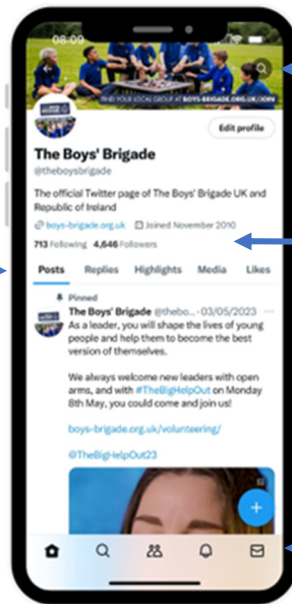 08:09
FIND YOUR LOCAL GROUP AT BOYS-BRIGADE.ORG.UK/JOIN
Edit profile
The Boys' Brigade
@theboysbrigade
The official Twitter page of The Boys' Brigade UK and
Republic of Ireland
boys-brigade.org.uk Joined November 2010
713 Following 4,646 Followers
Posts Replies Highlights Media Likes
Pinned
The Boys' Brigade @thebo... · 03/05/2023 ...
As a leader, you will shape the lives of young
people and help them to become the best
version of themselves.
We always welcome new leaders with open
arms, and with #TheBigHelpOut on Monday
8th May, you could come and join us!
boys-brigade.org.uk/volunteering/
@TheBigHelpOut23